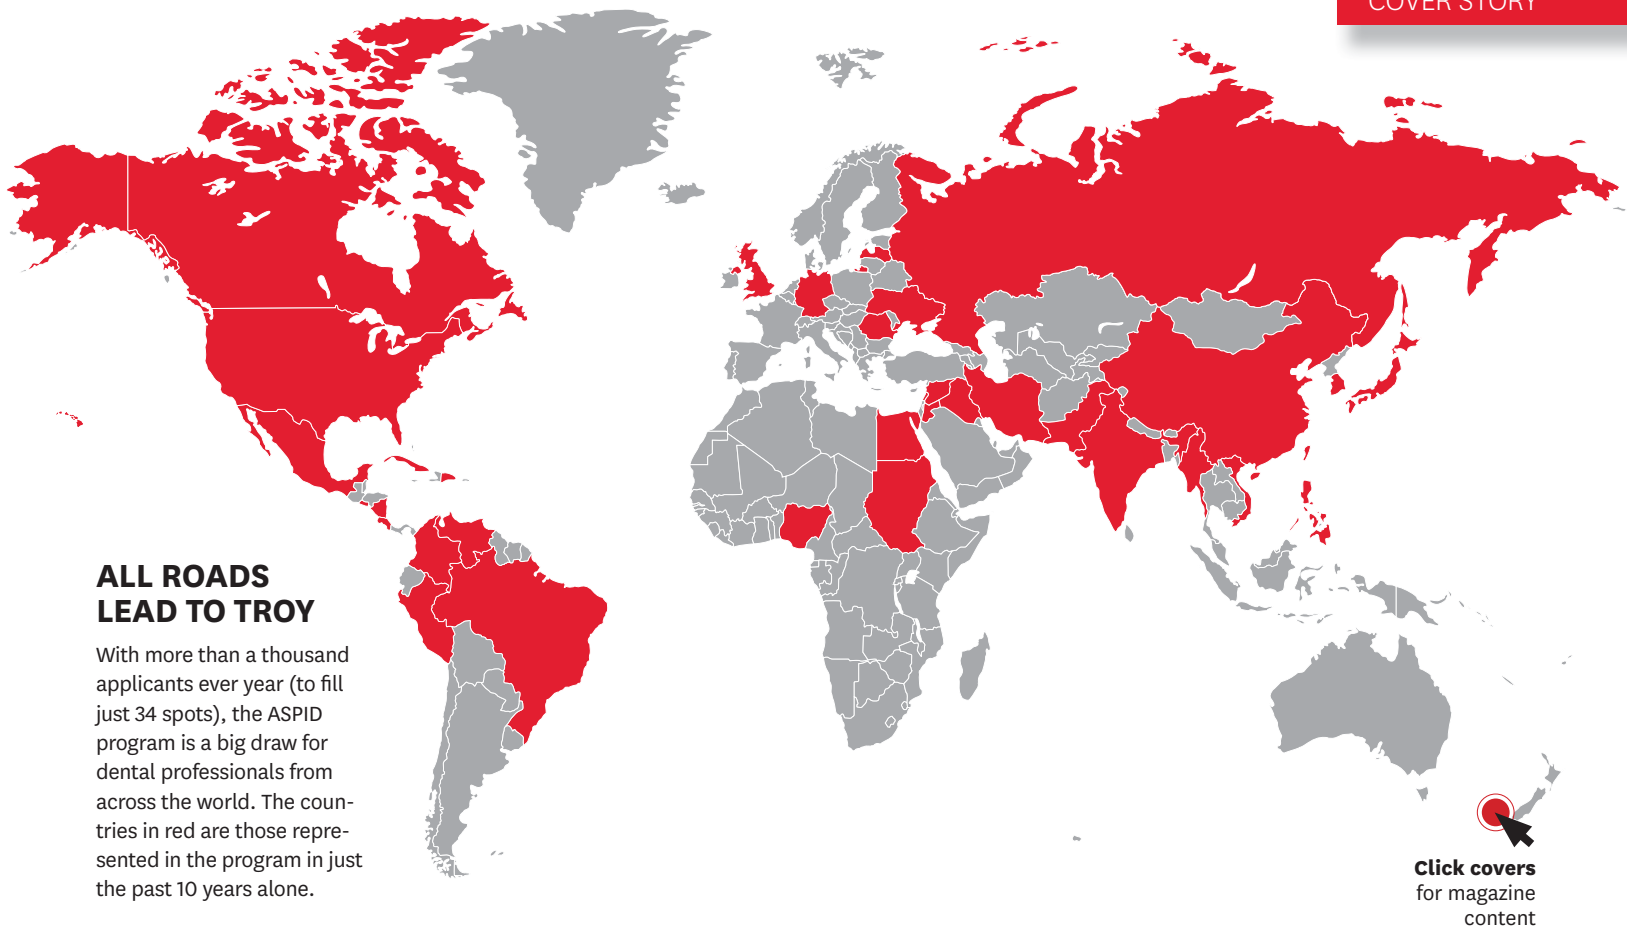 COVER STORY
ALL ROADS
LEAD TO TROY
With more than a thousand
applicants ever year (to fill
just 34 spots), the ASPID
program is a big draw for
dental professionals from
across the world. The coun-
tries in red are those repre-
sented in the program in just
the past 10 years alone.
Click covers
for magazine
content